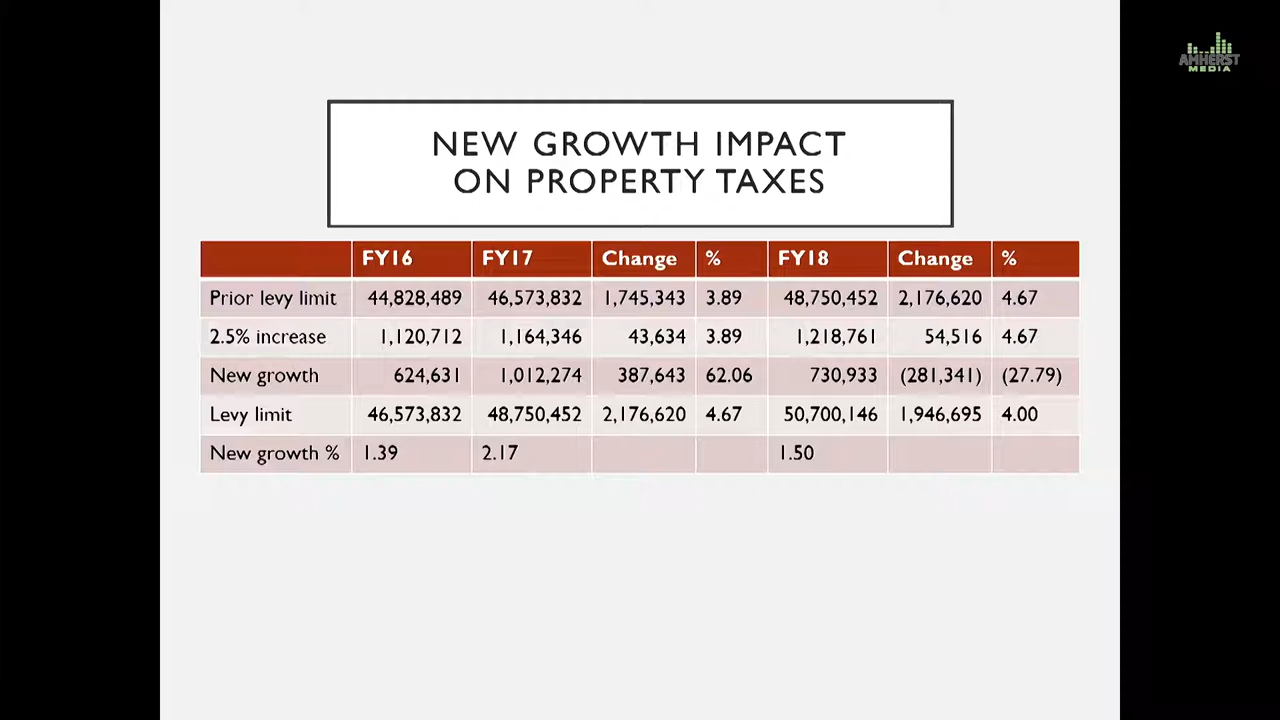 AMHERST
MEDIA
NEW GROWTH IMPACT
ON PROPERTY TAXES
FY16 FY17 Change % FY18 Change %
Prior levy limit 44,828,489 46,573,832 1,745,343 3.89 48,750,452 2,176,620 4.67
2.5% increase 1,120,712 1,164,346 43,634 3.89 1,218,761 54,516 4.67
New growth 624,631 1,012,274 387,643 62.06 730,933 (281,341) (27.79)
Levy limit 46,573,832 48,750,452 2,176,620 4.67 50,700,146 1,946,695 4.00
New growth % 1.39 2.17 1.50